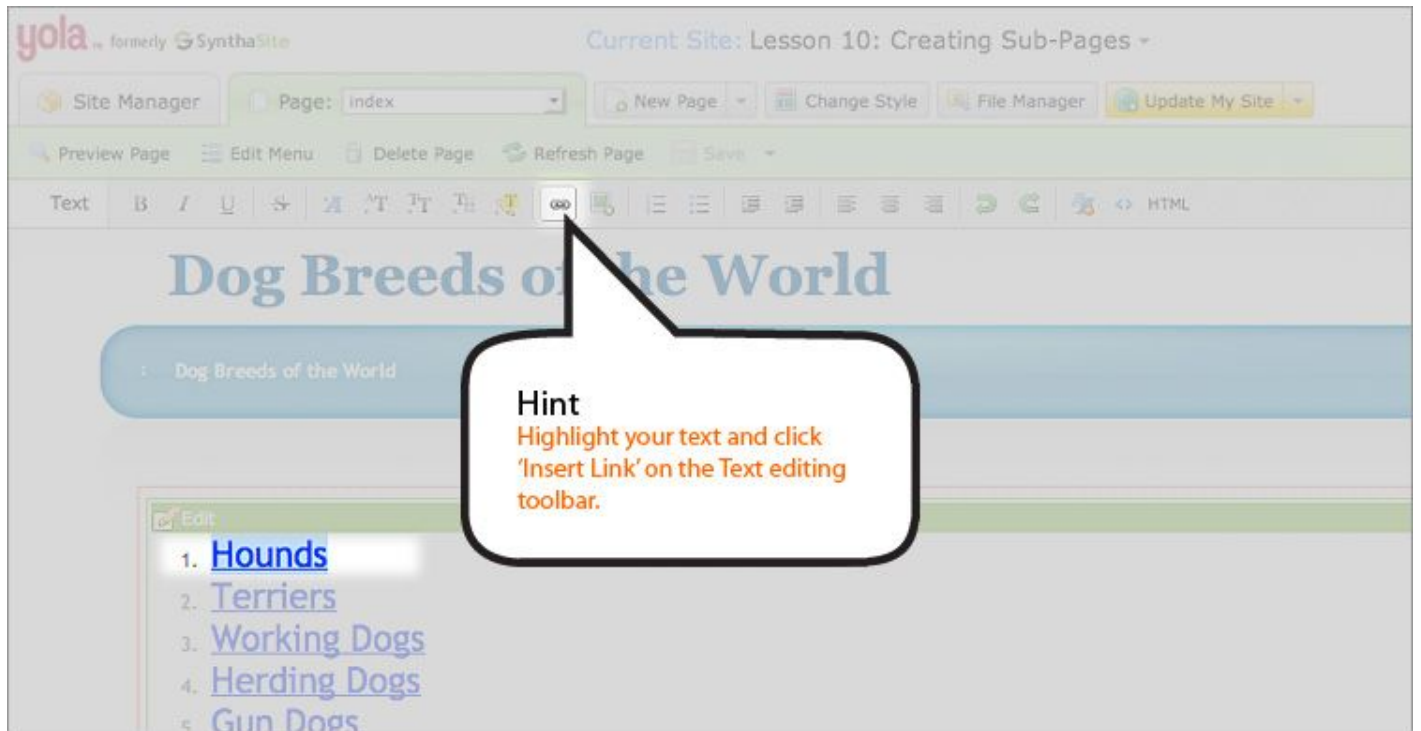 yola formerly SynthaSite
Current Site: Lesson 10: Creating Sub-Pages
Site Manager Page: index New Page Change Style File Manager Update My Site
Preview Page Edit Menu Delete Page Refresh Page Save
Text B I U S HTML
Dog Breeds of the World
Dog Breeds of the World
Hint
Highlight your text and click
‘Insert Link’ on the Text editing
toolbar.
Edit
1. Hounds
2. Terriers
3. Working Dogs
4. Herding Dogs
5. Gun Dogs